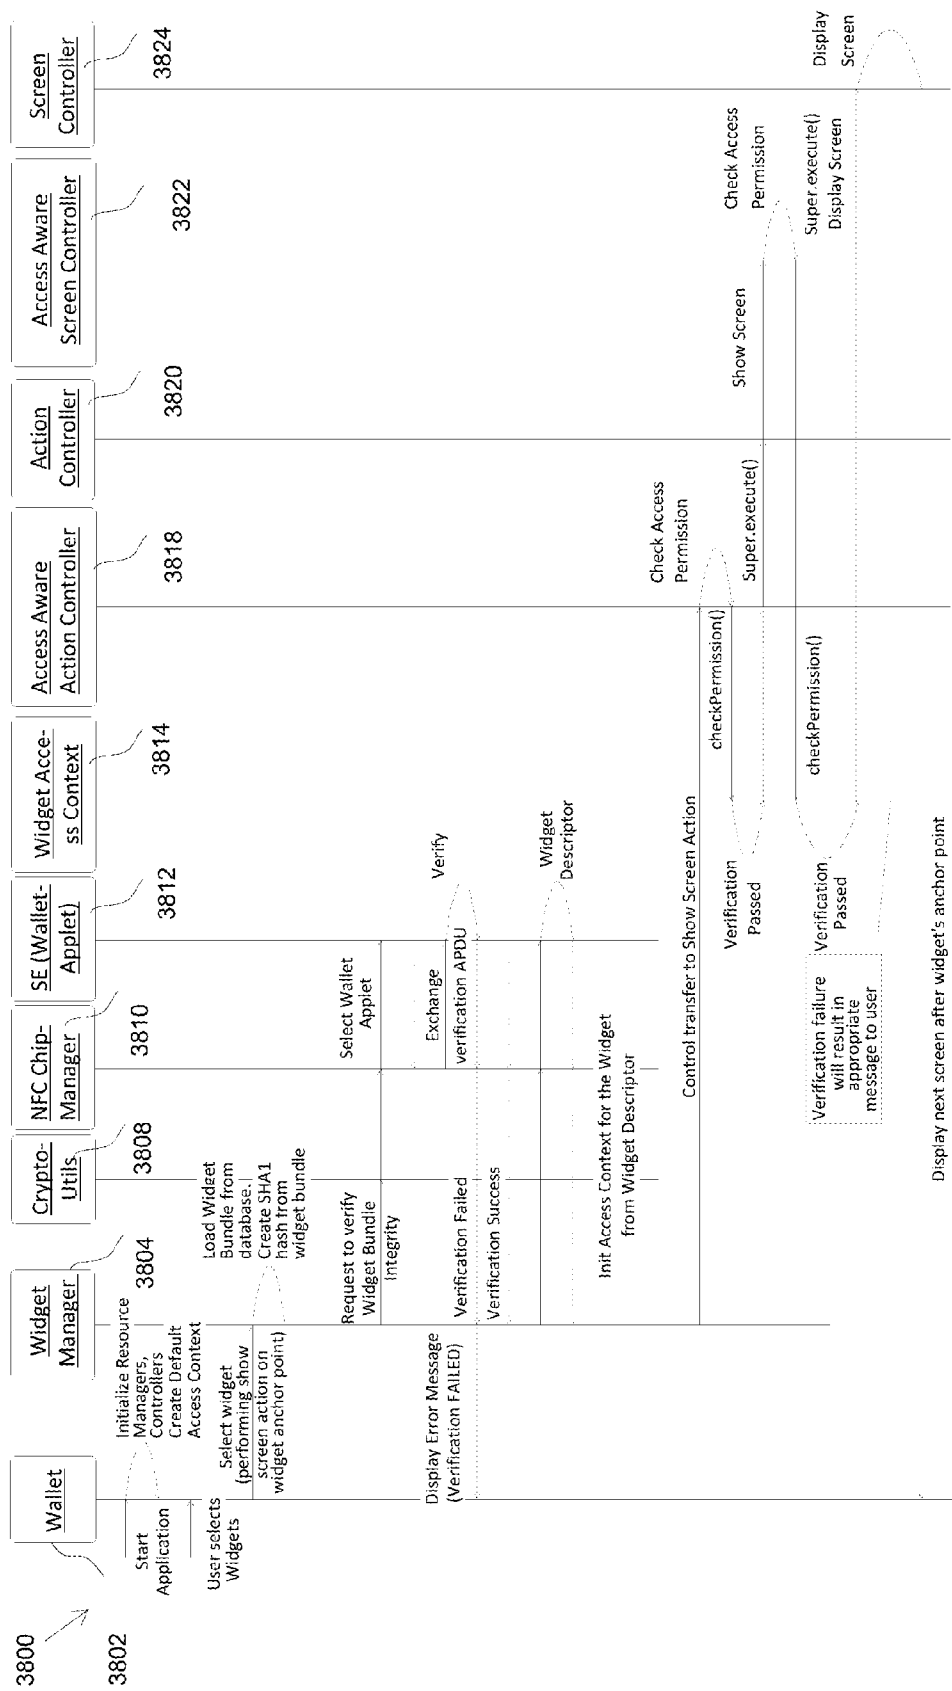 3800
3802
Wallet
Widget
Manager
3804
Crypto-
Utils
3808
NFC Chip-
Manager
3810
SE (Wallet-
Applet)
3812
Widget Acce-
ss Context
3814
Access Aware
Action Controller
3818
Action
Controller
3820
Access Aware
Screen Controller
3822
Screen
Controller
3824
Start
Application
Initialize Resource
Managers,
Controllers
Create Default
Access Context
User selects
Widgets
Select widget
(performing show
screen action on
widget anchor point)
Load Widget
Bundle from
database.
Create SHA1
hash from
widget bundle
Request to verify
Widget Bundle
Integrity
Select Wallet
Applet
Exchange
verification APDU
Verify
Display Error Message
(Verification FAILED)
Verification Failed
Verification Success
Widget
Descriptor
Init Access Context for the Widget
from Widget Descriptor
Control transfer to Show Screen Action
Check Access
Permission
checkPermission()
Verification
Passed
Super.execute()
Show Screen
Check Access
Permission
checkPermission()
Verification
Passed
Super.execute()
Display Screen
Display
Screen
Verification failure
will result in
appropriate
message to user
Display next screen after widget's anchor point